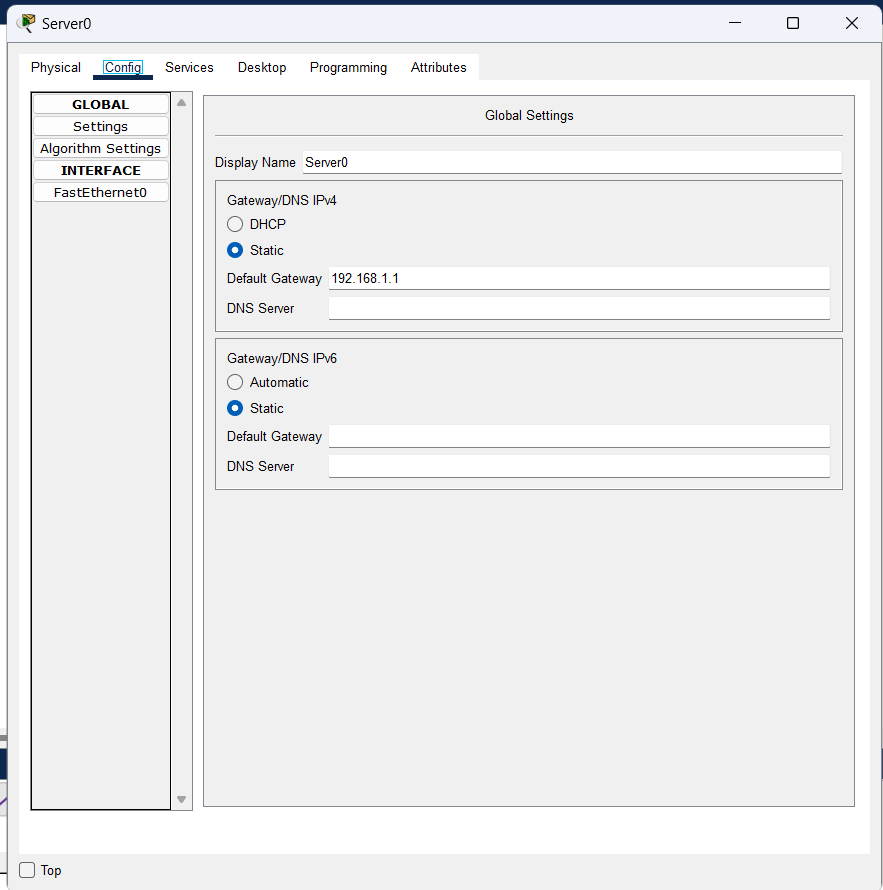 Server0
Physical Config Services Desktop Programming Attributes
GLOBAL
Settings
Algorithm Settings
INTERFACE
FastEthernet0
Global Settings
Display Name Server0
Gateway/DNS IPv4
DHCP
Static
Default Gateway 192.168.1.1
DNS Server
Gateway/DNS IPv6
Automatic
Static
Default Gateway
DNS Server
Top